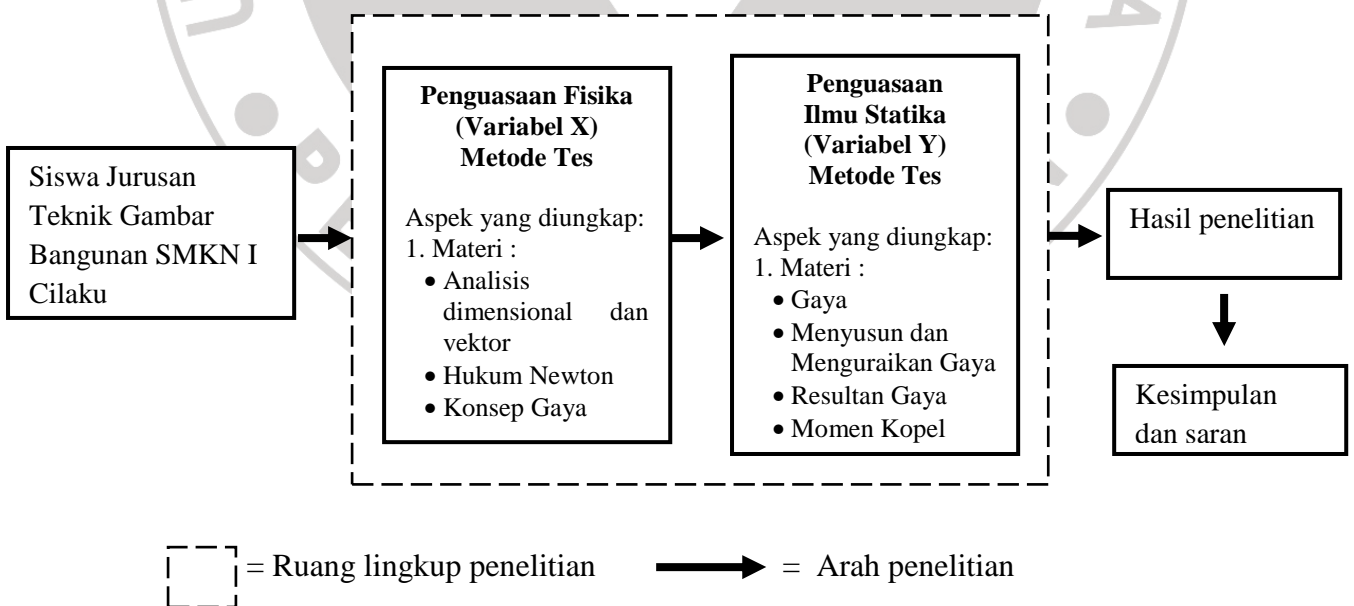 Siswa Jurusan
Teknik Gambar
Bangunan SMKN I
Cilaku
Penguasaan Fisika
(Variabel X)
Metode Tes
Aspek yang diungkap:
1. Materi :
• Analisis
dimensional dan
vektor
• Hukum Newton
• Konsep Gaya
Penguasaan
Ilmu Statika
(Variabel Y)
Metode Tes
Aspek yang diungkap:
1. Materi :
• Gaya
• Menyusun dan
Menguraikan Gaya
• Resultan Gaya
• Momen Kopel
Hasil penelitian
Kesimpulan
dan saran
= Ruang lingkup penelitian
= Arah penelitian